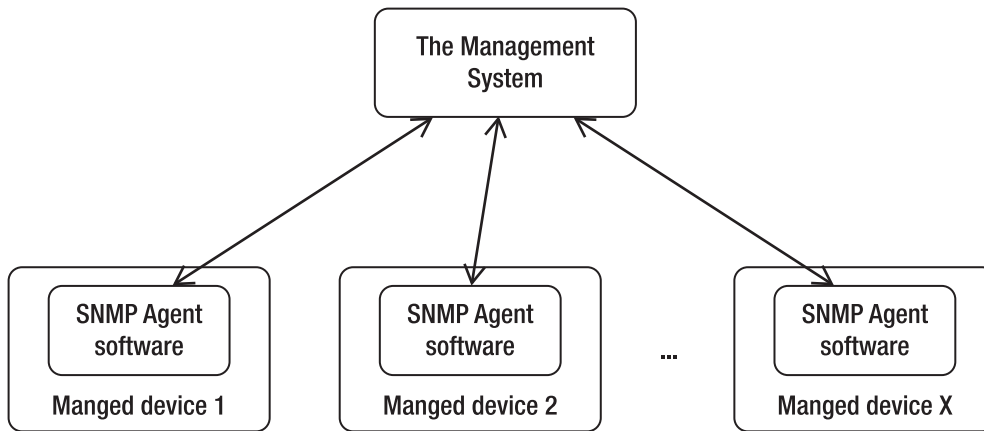 The Management
System
SNMP Agent
software
Manged device 1
SNMP Agent
software
Manged device 2
...
SNMP Agent
software
Manged device X